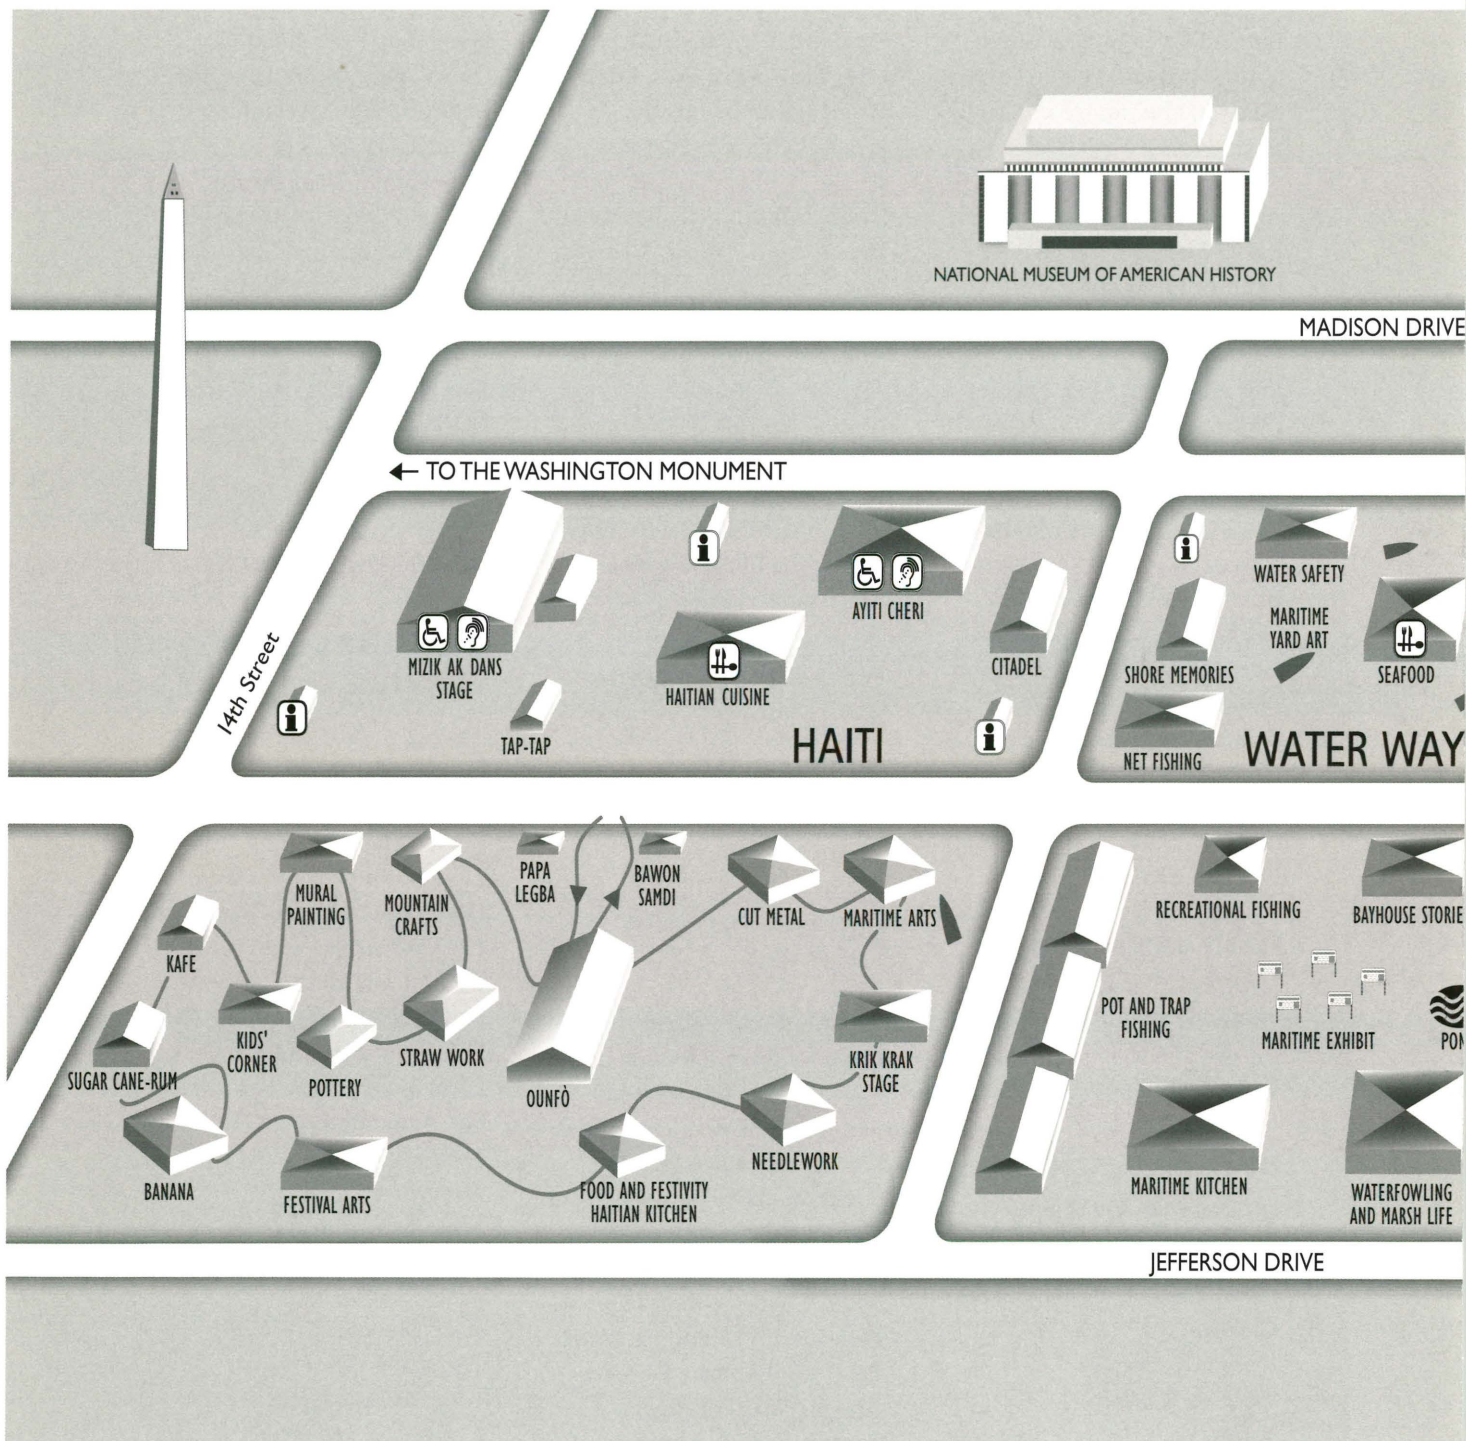 NATIONAL MUSEUM OF AMERICAN HISTORY
MADISON DRIVE
← TO THE WASHINGTON MONUMENT
14th Street
MIZIK AK DANS
STAGE
TAP-TAP
HAITIAN CUISINE
AYITI CHERI
CITADEL
HAITI
WATER SAFETY
MARITIME
YARD ART
SHORE MEMORIES
SEAFOOD
NET FISHING
WATER WAY
MURAL
PAINTING
MOUNTAIN
CRAFTS
PAPA
LEGBA
BAWON
SAMDI
CUT METAL
MARITIME ARTS
KAFE
KIDS'
CORNER
SUGAR CANE-RUM
POTTERY
STRAW WORK
OUNFÒ
KRIK KRAK
STAGE
BANANA
FESTIVAL ARTS
FOOD AND FESTIVITY
HAITIAN KITCHEN
NEEDLEWORK
RECREATIONAL FISHING
BAYHOUSE STORIE
POT AND TRAP
FISHING
MARITIME EXHIBIT
PON
MARITIME KITCHEN
WATERFOWLING
AND MARSH LIFE
JEFFERSON DRIVE